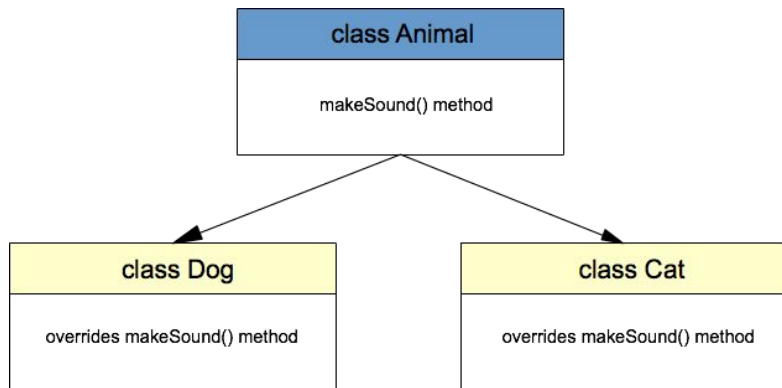 class Animal
makeSound() method
class Dog
overrides makeSound() method
class Cat
overrides makeSound() method